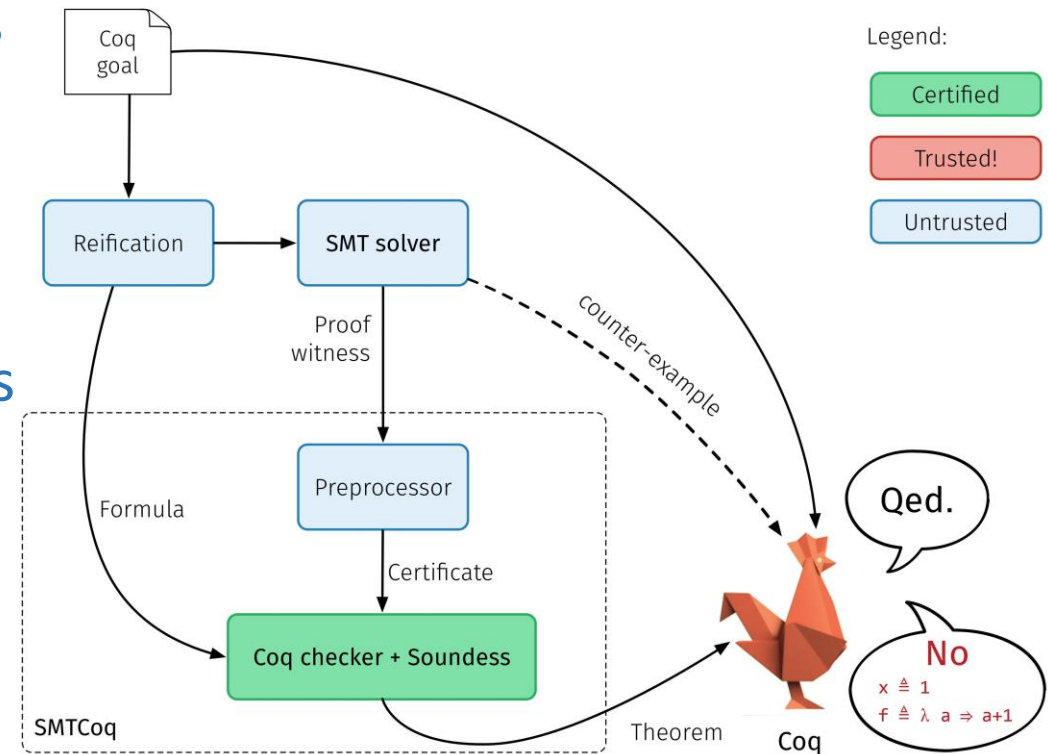 Coq
goal
Legend:
Certified
Trusted!
Untrusted
Reification
SMT solver
Proof
witness
counter-example
s
Preprocessor
Formula
Certificate
Qed.
Coq checker + Soundess
No
x ≜ 1
f ≜ λ a ⇒ a+1
SMTCoq
Theorem
Coq